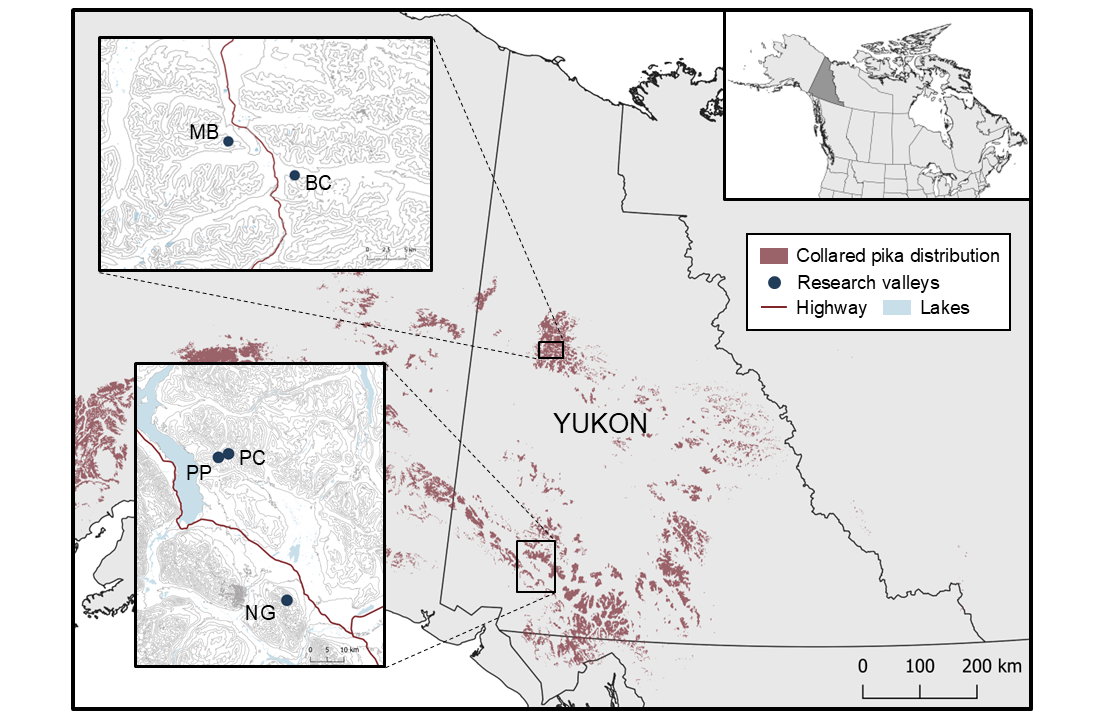 MB
BC
0 2.5 5 km
Collared pika distribution
Research valleys
Highway Lakes
YUKON
PP PC
NG
0 5 10 km
0 100 200 km